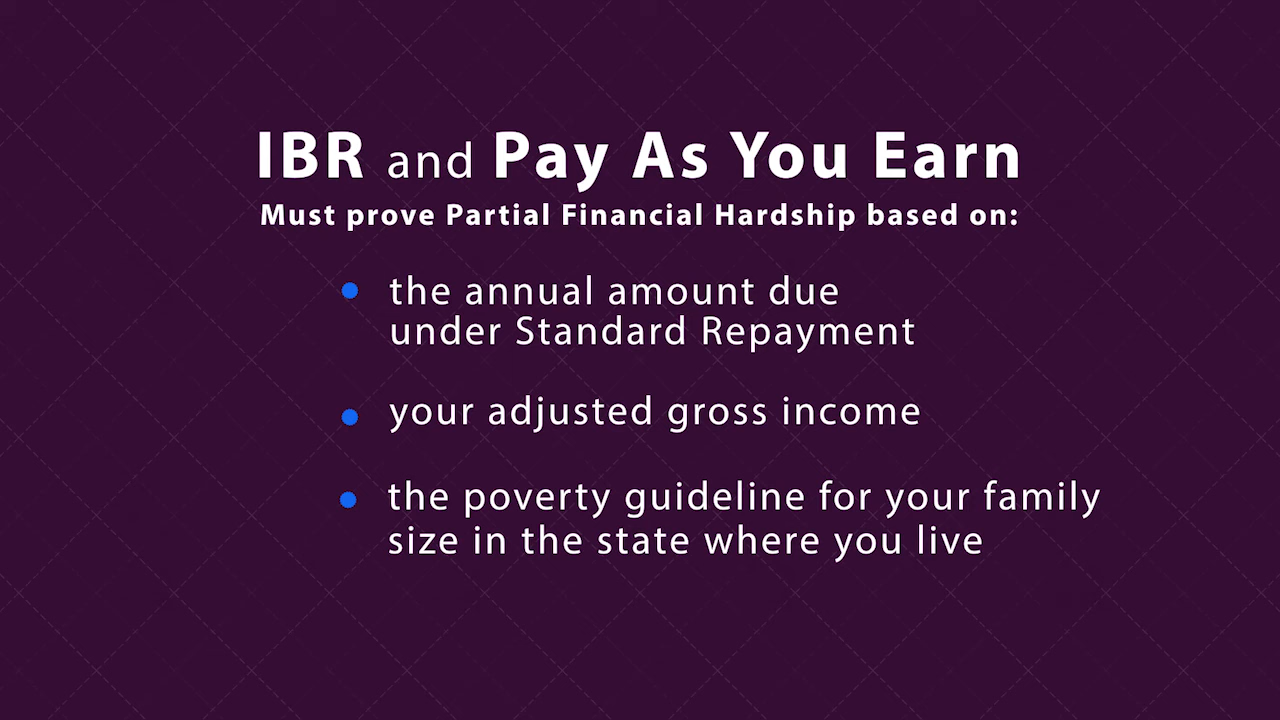 IBR and Pay As You Earn
Must prove Partial Financial Hardship based on:
the annual amount due
under Standard Repayment
your adjusted gross income
the poverty guideline for your family
size in the state where you live